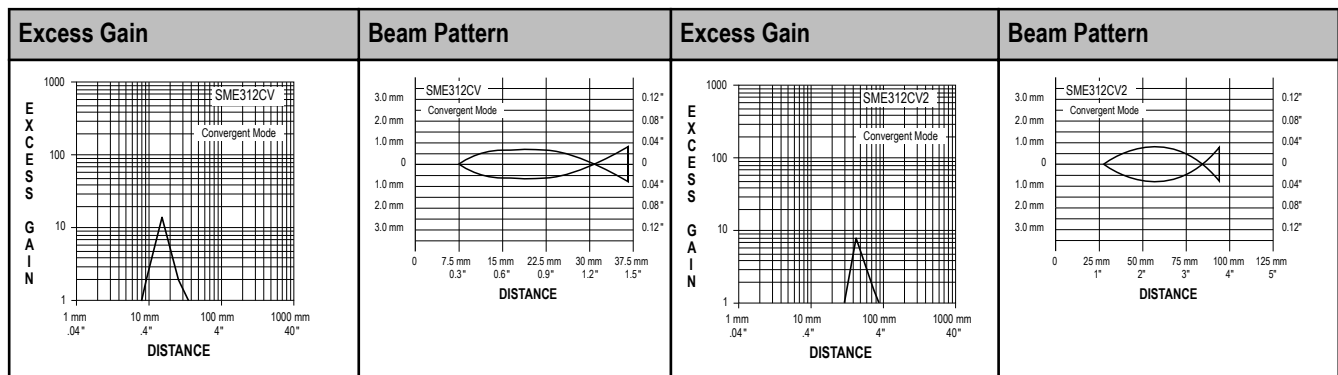 Excess Gain
Beam Pattern
Excess Gain
Beam Pattern
1000
100
10
1
EXCESS GAIN
SME312CV
Convergent Mode
1 mm 10 mm 100 mm 1000 mm
.04" .4" 4" 40"
DISTANCE
SME312CV
Convergent Mode
3.0 mm 0.12"
2.0 mm 0.08"
1.0 mm 0.04"
0 0
1.0 mm 0.04"
2.0 mm 0.08"
3.0 mm 0.12"
0 7.5 mm 15 mm 22.5 mm 30 mm 37.5 mm
0.3" 0.6" 0.9" 1.2" 1.5"
DISTANCE
1000
100
10
1
EXCESS GAIN
SME312CV2
Convergent Mode
1 mm 10 mm 100 mm 1000 mm
.04" .4" 4" 40"
DISTANCE
SME312CV2
Convergent Mode
3.0 mm 0.12"
2.0 mm 0.08"
1.0 mm 0.04"
0 0
1.0 mm 0.04"
2.0 mm 0.08"
3.0 mm 0.12"
0 25 mm 50 mm 75 mm 100 mm 125 mm
1" 2" 3" 4" 5"
DISTANCE